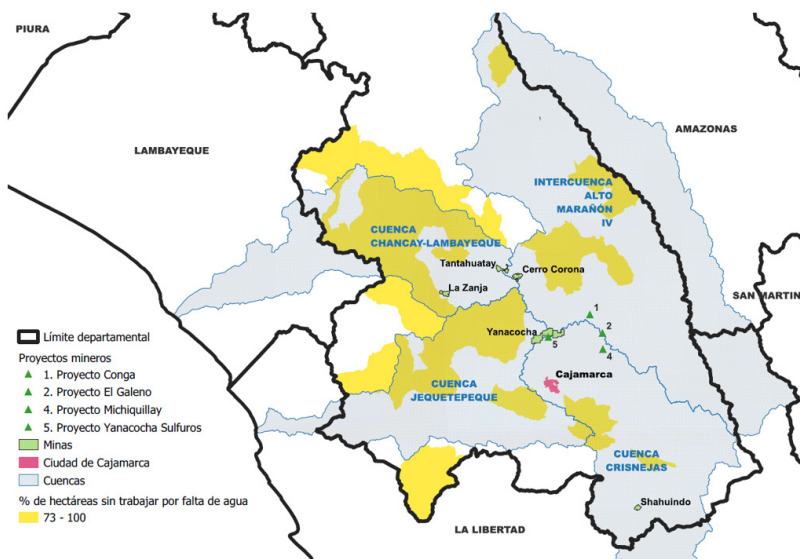 PIURA
AMAZONAS
LAMBAYEQUE
INTERCUENCA
ALTO
MARAÑÓN
IV
CUENCA
CHANCAY-LAMBAYEQUE
Tantahuatay
Cerro Corona
La Zanja
SAN MARTIN
1
Yanacocha
2
5
4
Cajamarca
CUENCA
JEQUETEPEQUE
CUENCA
CRISNEJAS
Shahuindo
LA LIBERTAD
Límite departamental
Proyectos mineros
1. Proyecto Conga
2. Proyecto El Galeno
4. Proyecto Michiquillay
5. Proyecto Yanacocha Sulfuros
Minas
Ciudad de Cajamarca
Cuencas
% de hectáreas sin trabajar por falta de agua
73 - 100